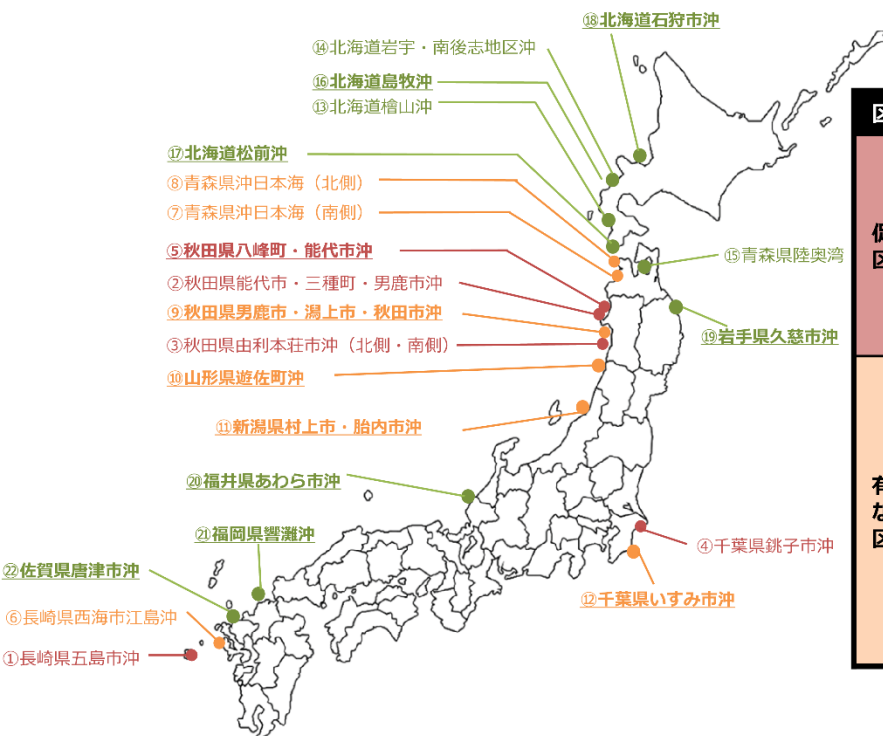 ⑱北海道石狩市沖
⑭北海道岩宇・南後志地区沖
⑯北海道島牧沖
⑬北海道檜山沖
⑰北海道松前沖
⑧青森県沖日本海（北側）
⑦青森県沖日本海（南側）
⑤秋田県八峰町・能代市沖
⑮青森県陸奥湾
②秋田県能代市・三種町・男鹿市沖
⑨秋田県男鹿市・潟上市・秋田市沖
⑲岩手県久慈市沖
③秋田県由利本荘市沖（北側・南側）
⑩山形県遊佐町沖
⑪新潟県村上市・胎内市沖
⑳福井県あわら市沖
㉑福岡県響灘沖
④千葉県銚子市沖
㉒佐賀県唐津市沖
⑫千葉県いすみ市沖
⑥長崎県西海市江島沖
①長崎県五島市沖
区
区
有
な
区